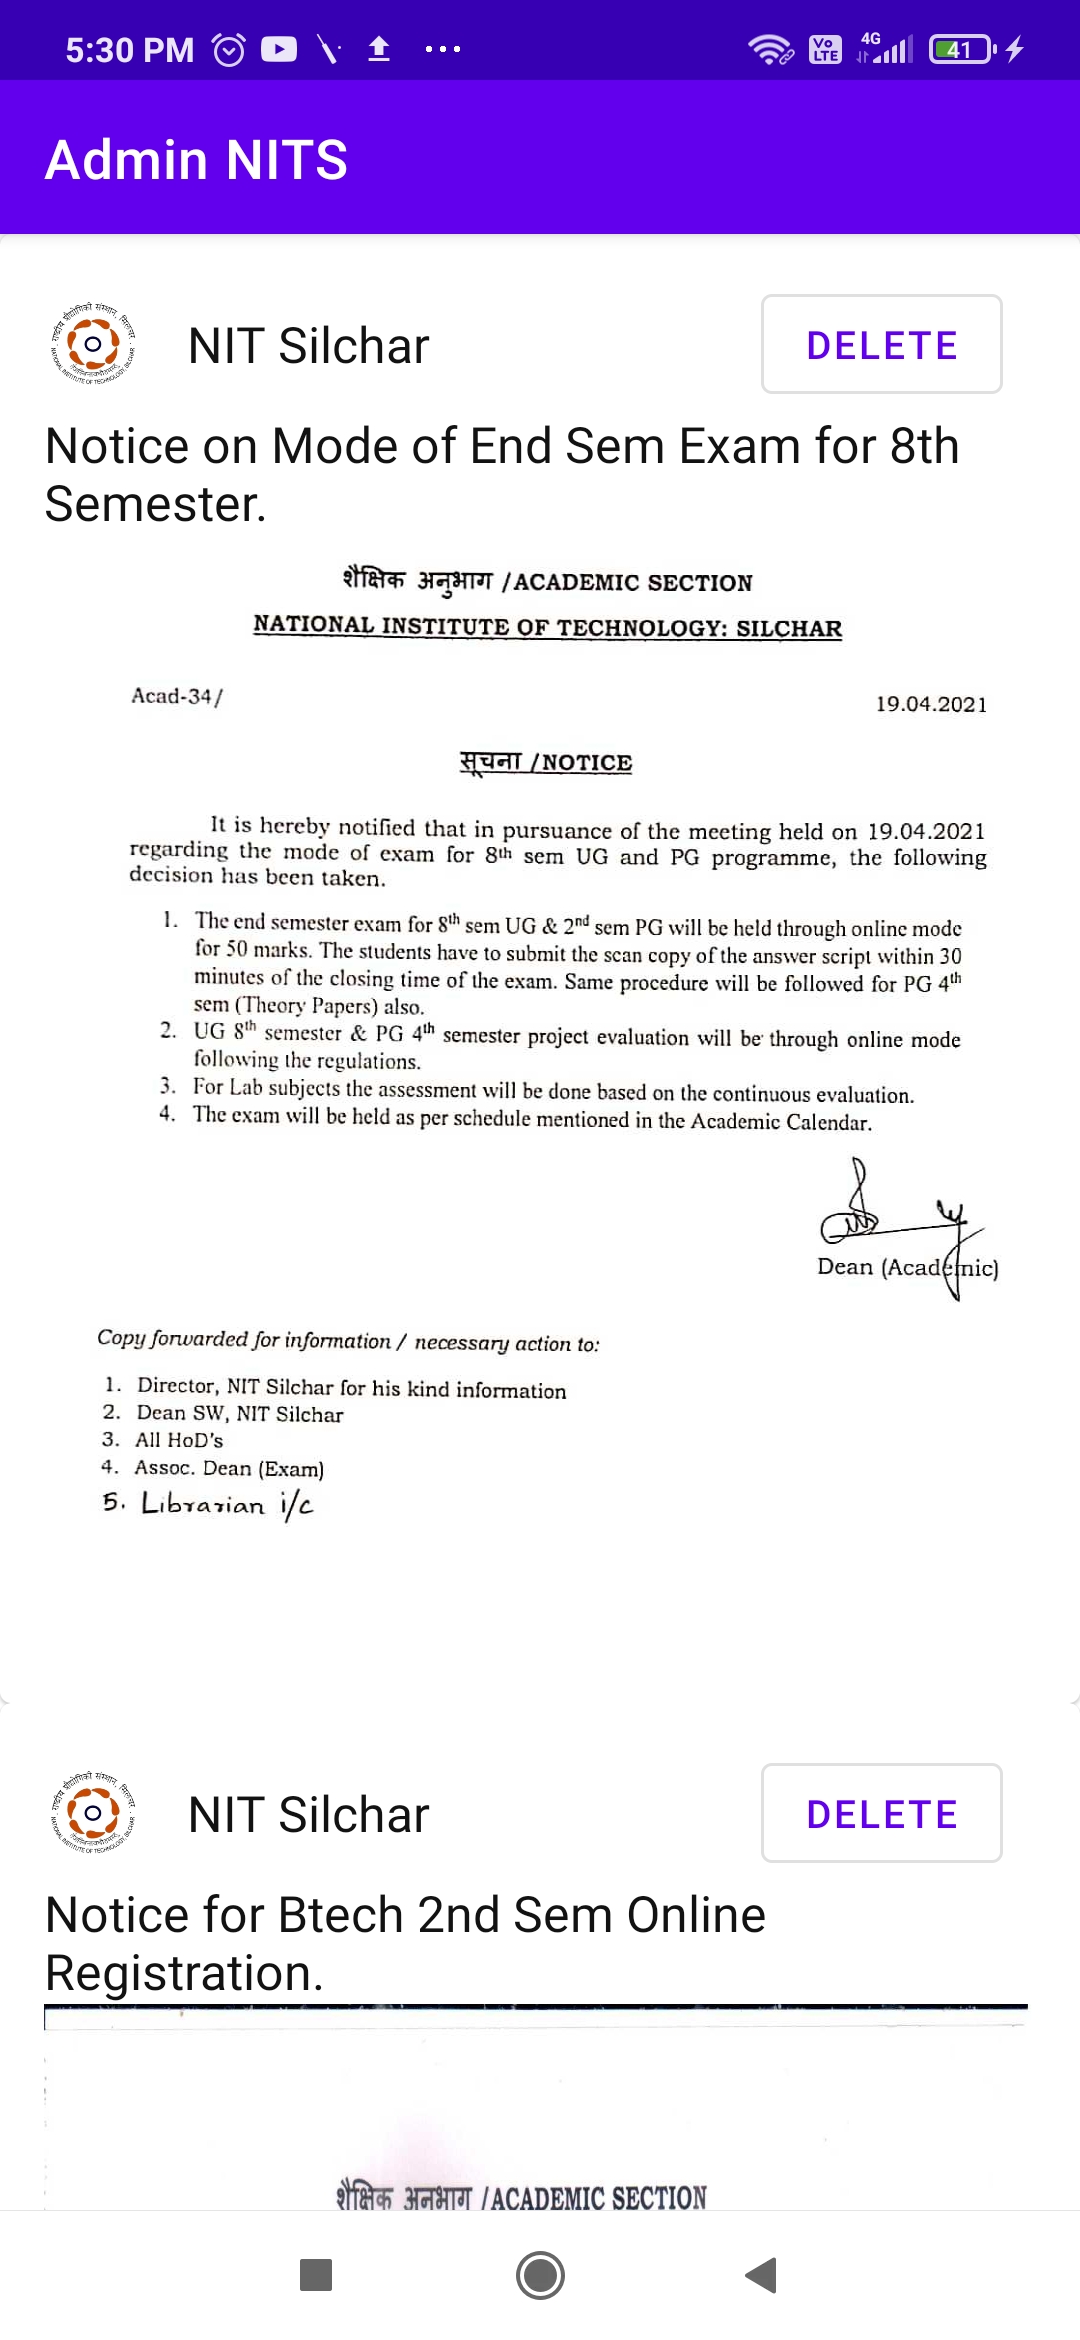 5:30 PM
4G
Vo
LTE
41
Admin NITS
NIT Silchar
DELETE
Notice on Mode of End Sem Exam for 8th
Semester.
शैक्षिक अनुभाग / ACADEMIC SECTION
NATIONAL INSTITUTE OF TECHNOLOGY: SILCHAR
Acad-34/
19.04.2021
सूचना / NOTICE
It is hereby notified that in pursuance of the meeting held on 19.04.2021
regarding the mode of exam for 8th sem UG and PG programme, the following
decision has been taken.
1. The end semester exam for 8th sem UG & 2nd sem PG will be held through online mode
for 50 marks. The students have to submit the scan copy of the answer script within 30
minutes of the closing time of the exam. Same procedure will be followed for PG 4th
sem (Theory Papers) also.
2. UG 8th semester & PG 4th semester project evaluation will be through online mode
following the regulations.
3. For Lab subjects the assessment will be done based on the continuous evaluation.
4. The exam will be held as per schedule mentioned in the Academic Calendar.
Dean (Academic)
Copy forwarded for information / necessary action to:
1. Director, NIT Silchar for his kind information
2. Dean SW, NIT Silchar
3. All HoD's
4. Assoc. Dean (Exam)
5. Librarian i/c
NIT Silchar
DELETE
Notice for Btech 2nd Sem Online
Registration.
शैक्षिक अनुभाग / ACADEMIC SECTION